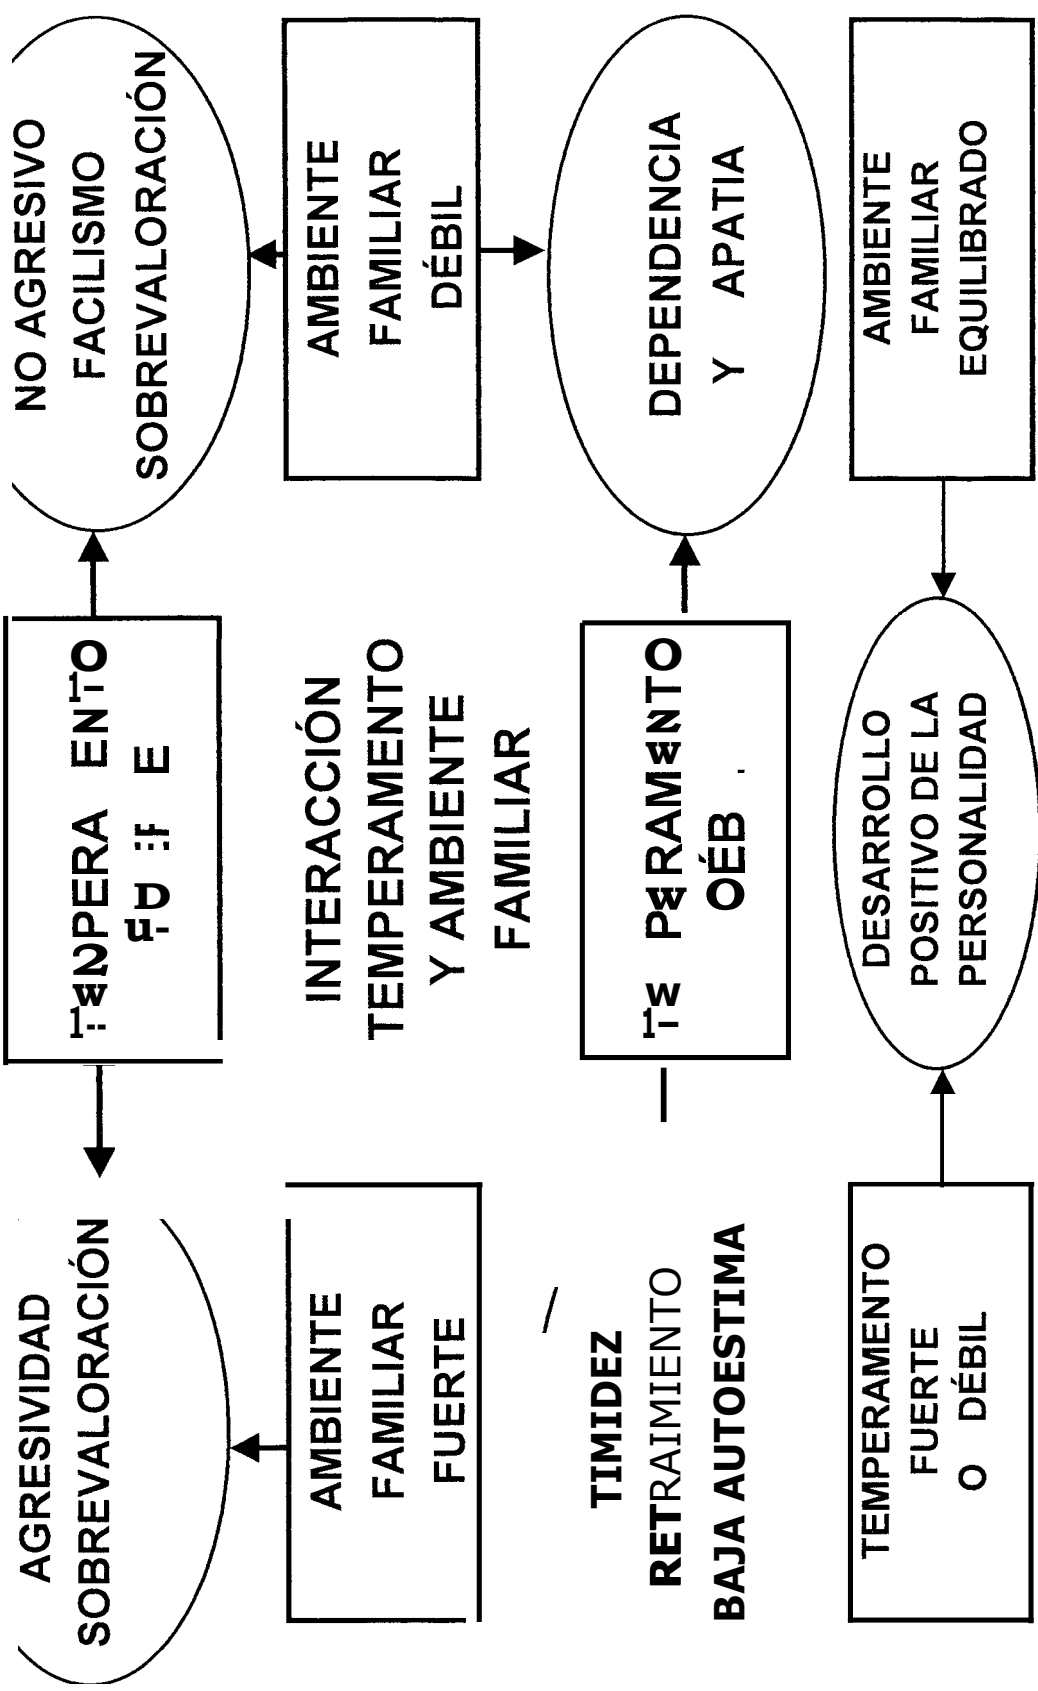 AGRESIVIDAD
SOBREVALORACIÓN
NO AGRESIVO
FACILISMO
SOBREVALORACIÓN
AMBIENTE
FAMILIAR
FUERTE
INTERACCIÓN
TEMPERAMENTO
Y AMBIENTE
FAMILIAR
AMBIENTE
FAMILIAR
DÉBIL
TIMIDEZ
RETRAIMIENTO
BAJA AUTOESTIMA
DEPENDENCIA
Y APATIA
TEMPERAMENTO
FUERTE
O DÉBIL
DESARROLLO
POSITIVO DE LA
PERSONALIDAD
AMBIENTE
FAMILIAR
EQUILIBRADO